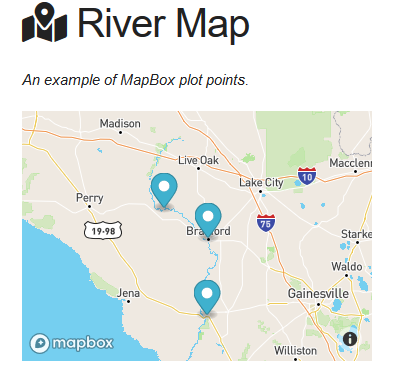 River Map
An example of MapBox plot points.
Madison
Live Oak
Macclenn
10
Lake City
Perry
75
19-98
Branford
Starke
Waldo
Jena
Gainesville
mapbox
i
Williston